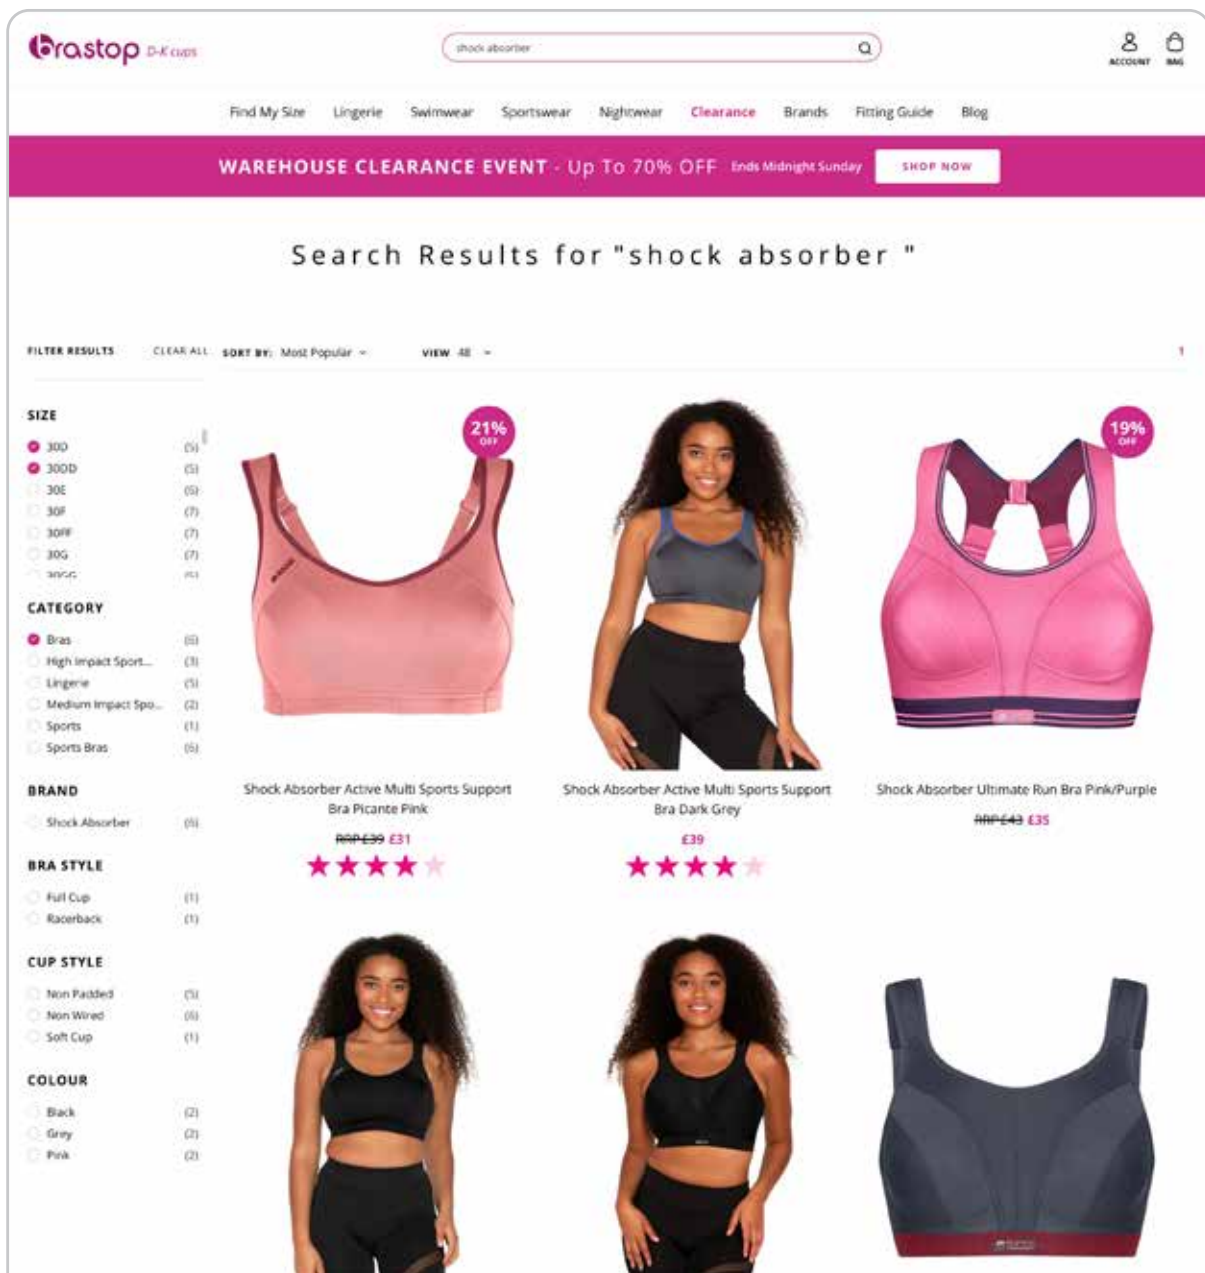 brastop D-K cups
shock absorber
ACCOUNT BAG
Find My Size Lingerie Swimwear Sportswear Nightwear Clearance Brands Fitting Guide Blog
WAREHOUSE CLEARANCE EVENT - Up To 70% OFF Ends Midnight Sunday SHOP NOW
Search Results for "shock absorber "
FILTER RESULTS CLEAR ALL SORT BY: Most Popular VIEW 48 1
SIZE
30D (5)
30DD (5)
30E (6)
30F (7)
30FF (7)
30G (7)
30GG (5)
CATEGORY
Bras (6)
High Impact Sport... (3)
Lingerie (5)
Medium Impact Spo... (2)
Sports (1)
Sports Bras (6)
BRAND
Shock Absorber (6)
BRA STYLE
Full Cup (1)
Racerback (1)
CUP STYLE
Non Padded (5)
Non Wired (6)
Soft Cup (1)
COLOUR
Black (2)
Grey (2)
Pink (2)
21%
OFF
19%
OFF
Shock Absorber Active Multi Sports Support
Bra Picante Pink
RRP £39 £31
Shock Absorber Active Multi Sports Support
Bra Dark Grey
£39
Shock Absorber Ultimate Run Bra Pink/Purple
RRP £43 £35